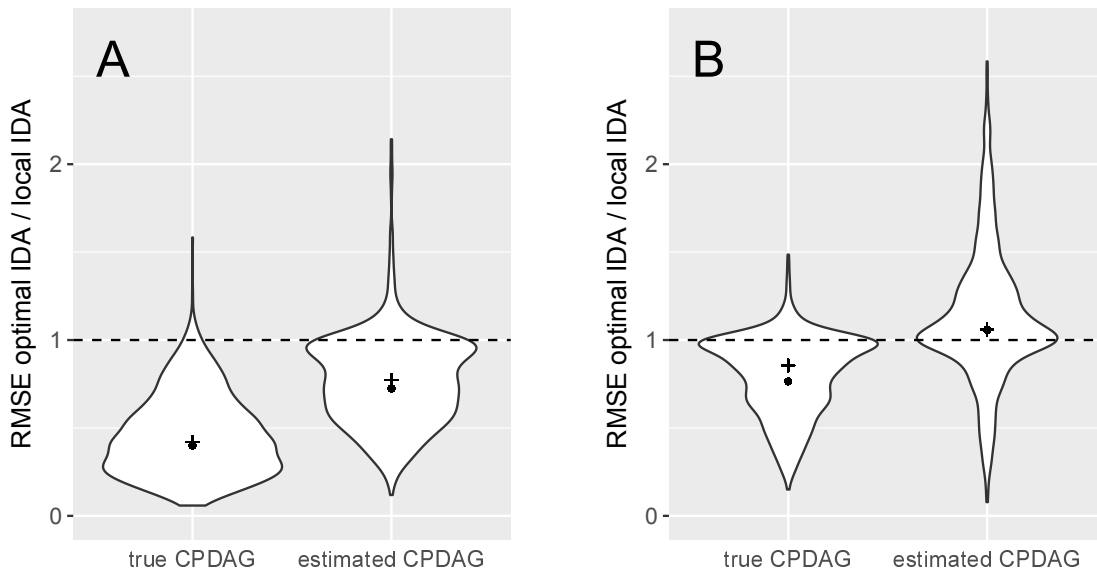 A
RMSE optimal IDA / local IDA
2
1
0
true CPDAG
estimated CPDAG
B
RMSE optimal IDA / local IDA
2
1
0
true CPDAG
estimated CPDAG